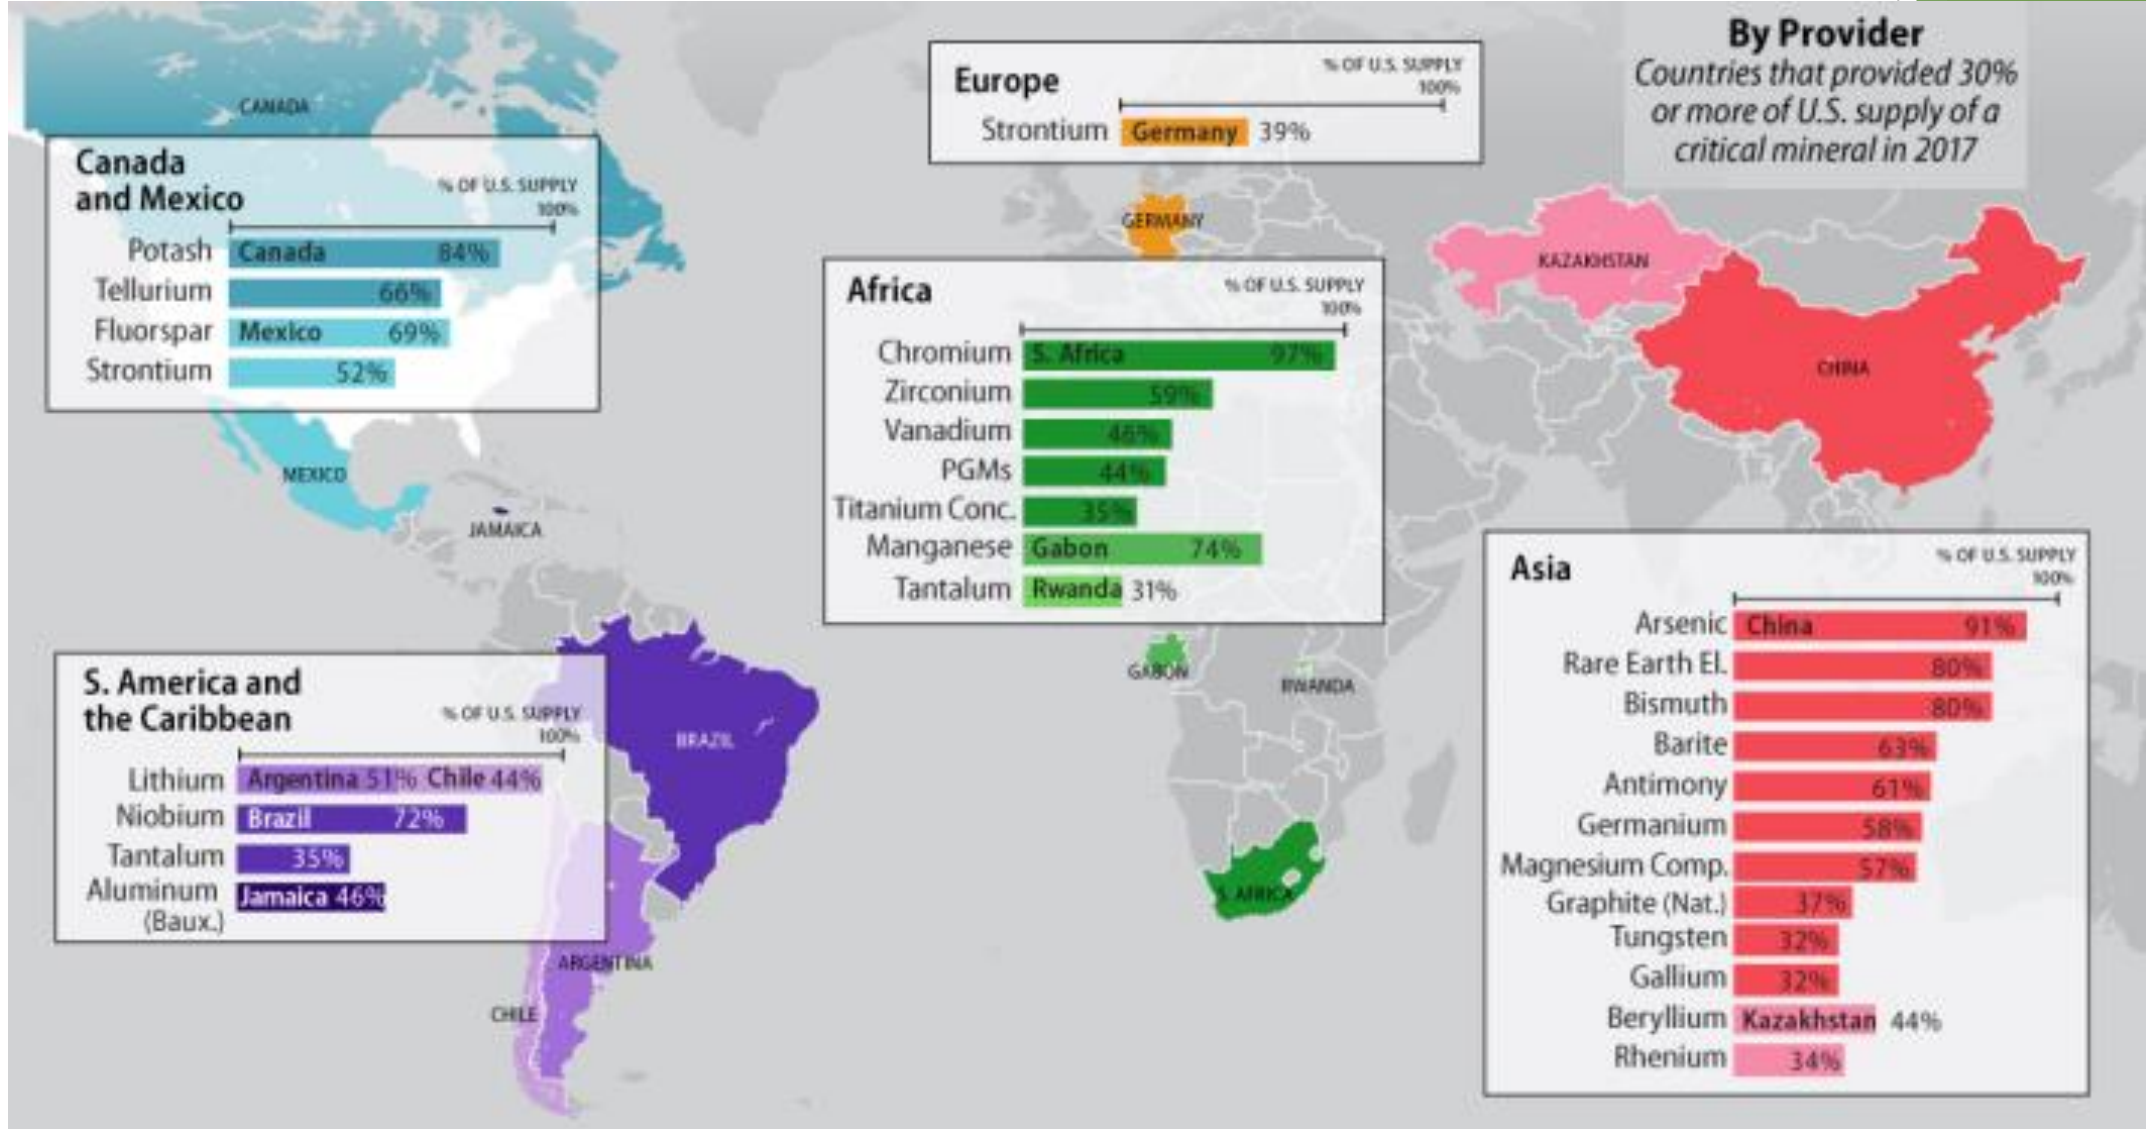 By Provider
Countries that provided 30%
or more of U.S. supply of a
critical mineral in 2017
CANADA
Canada
and Mexico
% OF U.S. SUPPLY
100%
Potash Canada 84%
Tellurium 66%
Fluorspar Mexico 69%
Strontium 52%
MEXICO
JAMAICA
Europe
% OF U.S. SUPPLY
100%
Strontium Germany 39%
GERMANY
Africa
% OF U.S. SUPPLY
100%
Chromium S. Africa 97%
Zirconium 59%
Vanadium 46%
PGMs 44%
Titanium Conc. 35%
Manganese Gabon 74%
Tantalum Rwanda 31%
GABON
RWANDA
S. AFRICA
KAZAKHSTAN
CHINA
S. America and
the Caribbean
% OF U.S. SUPPLY
100%
Lithium Argentina 51% Chile 44%
Niobium Brazil 72%
Tantalum 35%
Aluminum Jamaica 46%
(Baux.)
BRAZIL
ARGENTINA
CHILE
Asia
% OF U.S. SUPPLY
100%
Arsenic China 91%
Rare Earth El. 80%
Bismuth 80%
Barite 63%
Antimony 61%
Germanium 58%
Magnesium Comp. 57%
Graphite (Nat.) 37%
Tungsten 32%
Gallium 32%
Beryllium Kazakhstan 44%
Rhenium 34%